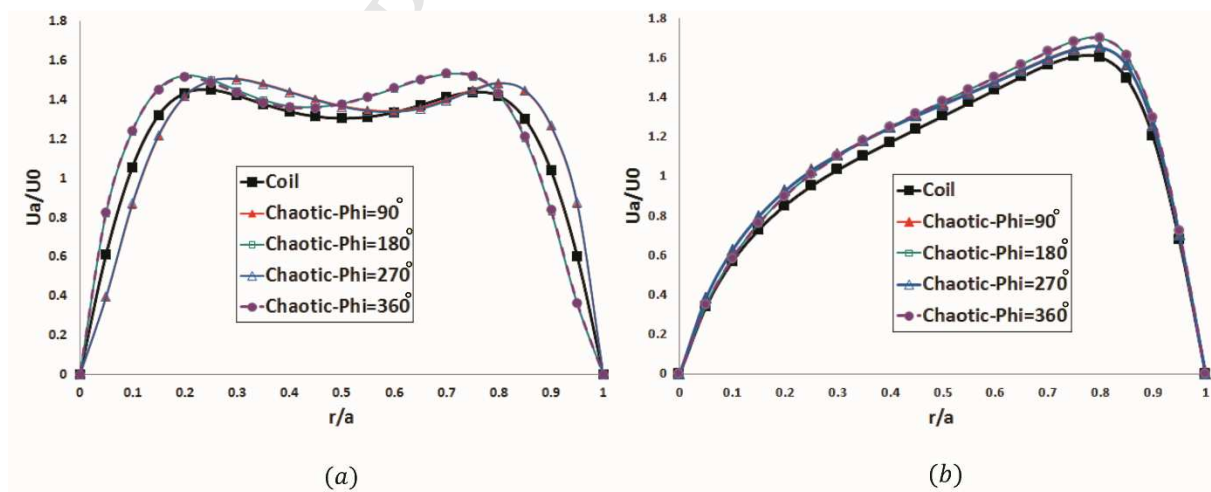 1.8
1.6
1.4
1.2
1
0.8
0.6
0.4
0.2
0
Ua/U0
Coil
Chaotic-Phi=90°
Chaotic-Phi=180°
Chaotic-Phi=270°
Chaotic-Phi=360°
0 0.1 0.2 0.3 0.4 0.5 0.6 0.7 0.8 0.9 1
r/a
(a)
1.8
1.6
1.4
1.2
1
0.8
0.6
0.4
0.2
0
Ua/U0
Coil
Chaotic-Phi=90°
Chaotic-Phi=180°
Chaotic-Phi=270°
Chaotic-Phi=360°
0 0.1 0.2 0.3 0.4 0.5 0.6 0.7 0.8 0.9 1
r/a
(b)